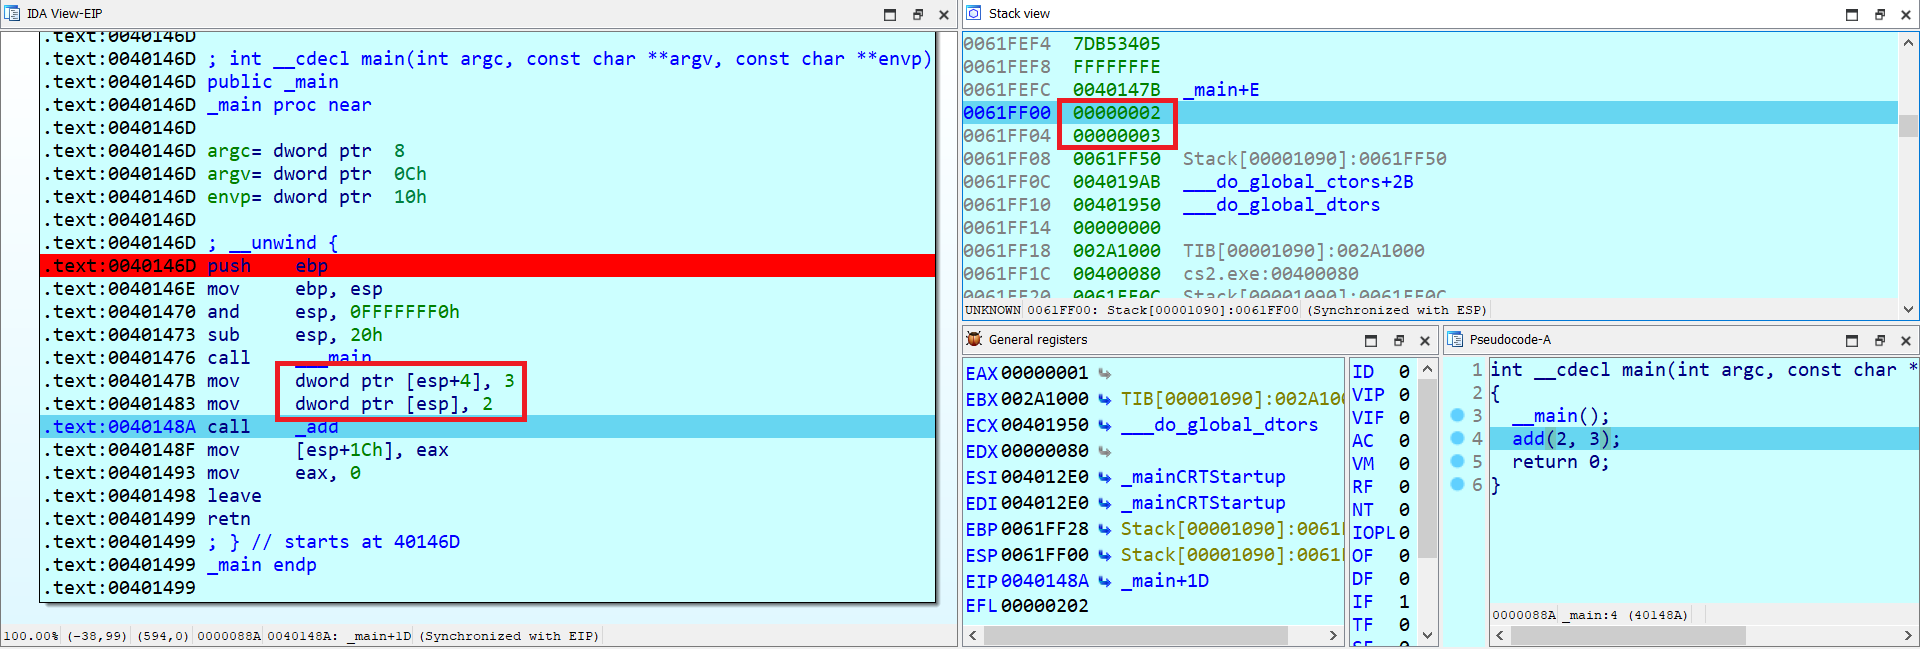 IDA View-EIP
.text:0040146D
.text:0040146D ; int __cdecl main(int argc, const char **argv, const char **envp)
.text:0040146D public _main
.text:0040146D _main proc near
.text:0040146D
.text:0040146D argc= dword ptr  8
.text:0040146D argv= dword ptr  0Ch
.text:0040146D envp= dword ptr  10h
.text:0040146D
.text:0040146D ; __unwind {
.text:0040146D push    ebp
.text:0040146E mov     ebp, esp
.text:00401470 and     esp, 0FFFFFFF0h
.text:00401473 sub     esp, 20h
.text:00401476 call    ___main
.text:0040147B mov     dword ptr [esp+4], 3
.text:00401483 mov     dword ptr [esp], 2
.text:0040148A call    _add
.text:0040148F mov     [esp+1Ch], eax
.text:00401493 mov     eax, 0
.text:00401498 leave
.text:00401499 retn
.text:00401499 ; } // starts at 40146D
.text:00401499 _main endp
.text:00401499
100.00% (-38,99) (594,0) 0000088A 0040148A: _main+1D (Synchronized with EIP)
Stack view
0061FEF4 7DB53405
0061FEF8 FFFFFFFE
0061FEFC 0040147B _main+E
0061FF00 00000002
0061FF04 00000003
0061FF08 0061FF50 Stack[00001090]:0061FF50
0061FF0C 004019AB ___do_global_ctors+2B
0061FF10 00401950 ___do_global_dtors
0061FF14 00000000
0061FF18 002A1000 TIB[00001090]:002A1000
0061FF1C 00400080 cs2.exe:00400080
UNKNOWN 0061FF00: Stack[00001090]:0061FF00 (Synchronized with ESP)
General registers
EAX 00000001
EBX 002A1000 TIB[00001090]:002A100
ECX 00401950 ___do_global_dtors
EDX 00000080
ESI 004012E0 _mainCRTStartup
EDI 004012E0 _mainCRTStartup
EBP 0061FF28 Stack[00001090]:0061
ESP 0061FF00 Stack[00001090]:0061
EIP 0040148A _main+1D
EFL 00000202
ID 0
VIP 0
VIF 0
AC 0
VM 0
RF 0
NT 0
IOPL 0
OF 0
DF 0
IF 1
TF 0
Pseudocode-A
1 int __cdecl main(int argc, const char *
2 {
3   __main();
4   add(2, 3);
5   return 0;
6 }
0000088A _main:4 (40148A)